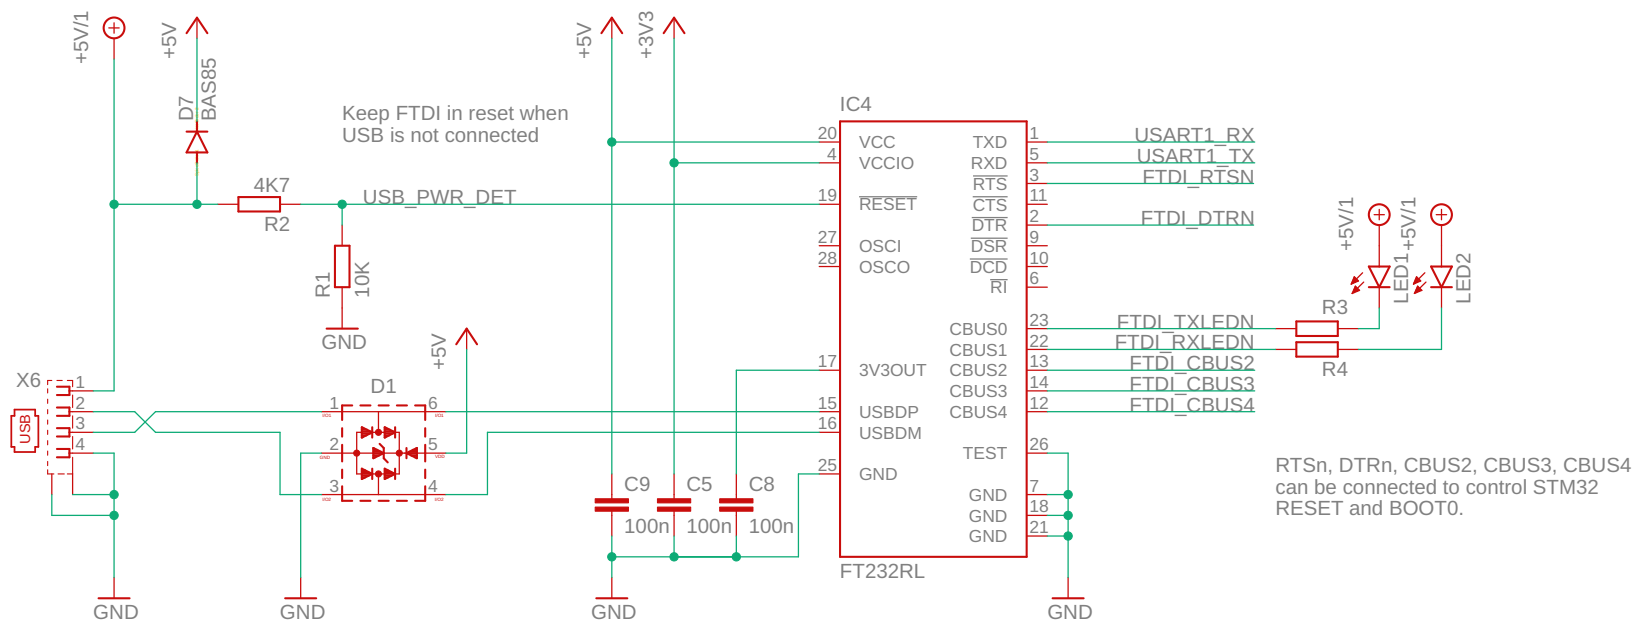 +5V/1
+5V
D7
BAS85
Keep FTDI in reset when
USB is not connected
4K7
R2
USB_PWR_DET
R1
10K
GND
+5V
+3V3
IC4
20 VCC
4 VCCIO
19 RESET
27 OSCI
28 OSCO
17 3V3OUT
15 USBDP
16 USBDM
25 GND
TXD 1 USART1_RX
RXD 5 USART1_TX
RTS 3 FTDI_RTSN
CTS 11
DTR 2 FTDI_DTRN
DSR 9
DCD 10
RI 6
CBUS0 23 FTDI_TXLEDN
CBUS1 22 FTDI_RXLEDN
CBUS2 13 FTDI_CBUS2
CBUS3 14 FTDI_CBUS3
CBUS4 12 FTDI_CBUS4
TEST 26
GND 7
GND 18
GND 21
FT232RL
+5V/1
+5V/1
LED1
LED2
R3
R4
X6
USB
1
2
3
4
GND
D1
+5V
1
2
3
6
5
4
GND
C9
100n
C5
100n
C8
100n
GND
GND
RTSn, DTRn, CBUS2, CBUS3, CBUS4
can be connected to control STM32
RESET and BOOT0.